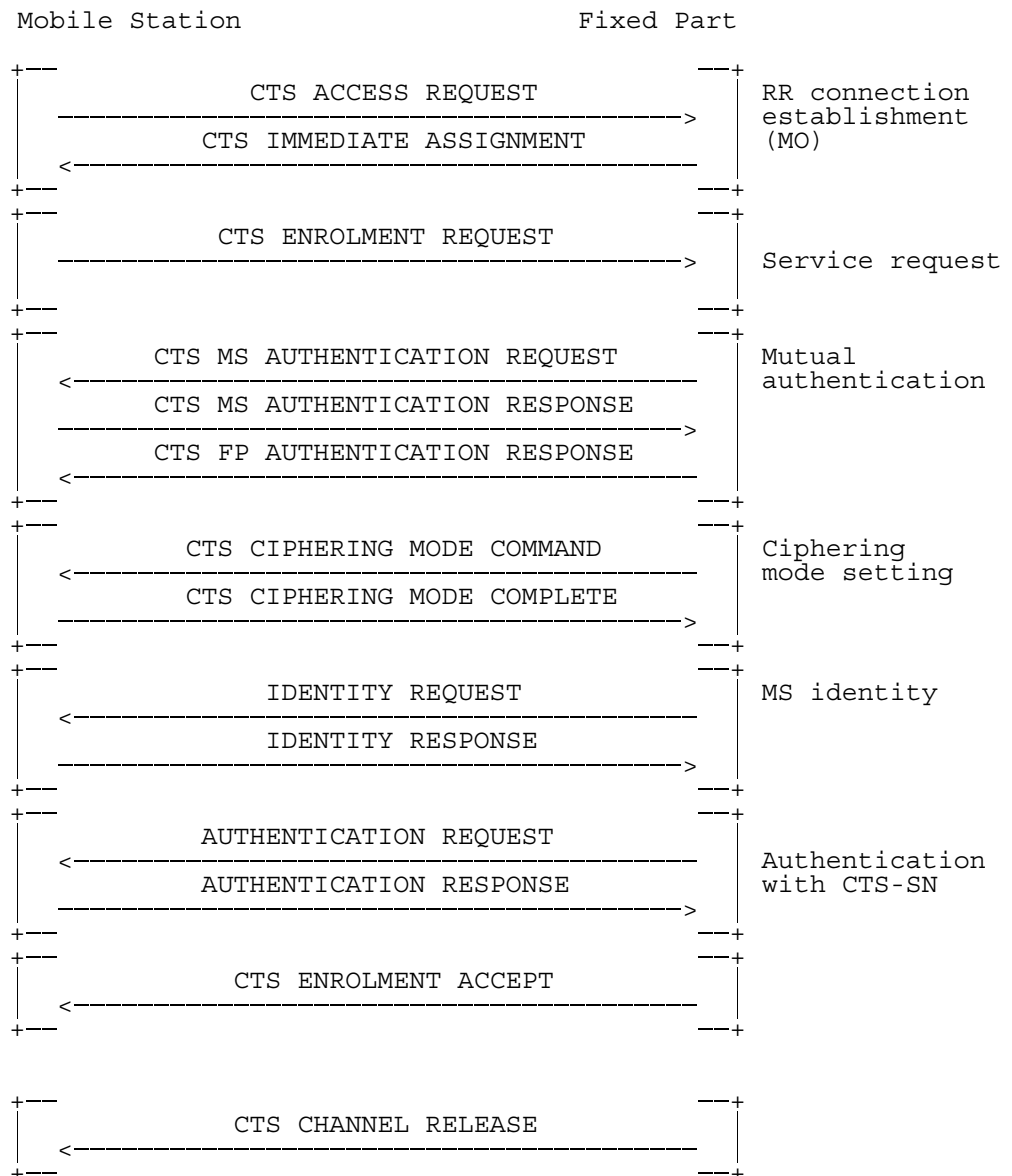 Mobile Station Fixed Part
CTS ACCESS REQUEST RR connection
establishment
CTS IMMEDIATE ASSIGNMENT (MO)
CTS ENROLMENT REQUEST
Service request
CTS MS AUTHENTICATION REQUEST Mutual
authentication
CTS MS AUTHENTICATION RESPONSE
CTS FP AUTHENTICATION RESPONSE
CTS CIPHERING MODE COMMAND Ciphering
mode setting
CTS CIPHERING MODE COMPLETE
IDENTITY REQUEST MS identity
IDENTITY RESPONSE
AUTHENTICATION REQUEST
Authentication
AUTHENTICATION RESPONSE with CTS-SN
CTS ENROLMENT ACCEPT
CTS CHANNEL RELEASE